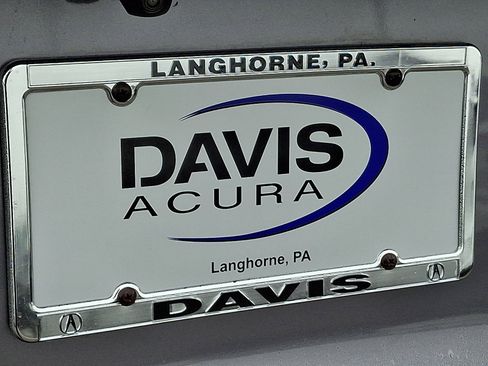 LANGHORNE, PA.
DAVIS
ACURA
Langhorne, PA
DAVIS